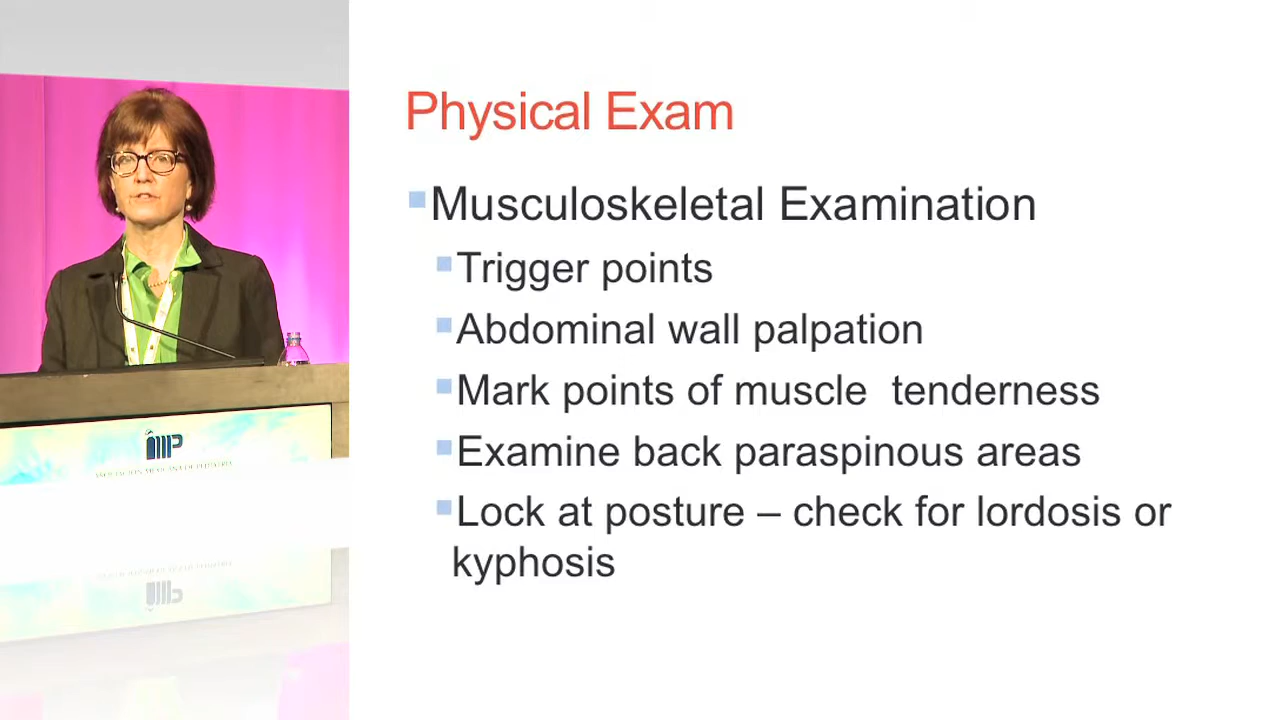 Physical Exam
Musculoskeletal Examination
Trigger points
Abdominal wall palpation
Mark points of muscle  tenderness
Examine back paraspinous areas
Lock at posture – check for lordosis or
kyphosis